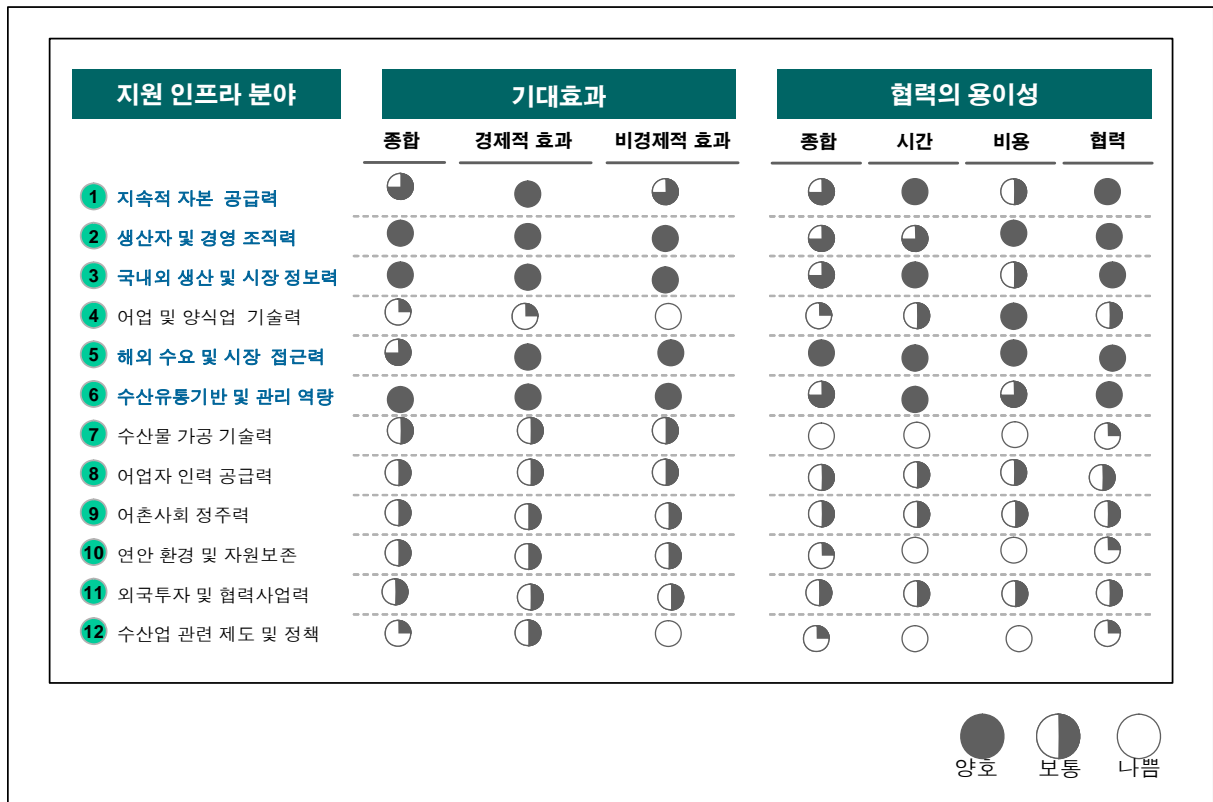 지원 인프라 분야 기대효과 협력의 용이성
종합 경제적 효과 비경제적 효과 종합 시간 비용 협력
1 지속적 자본 공급력
2 생산자 및 경영 조직력
3 국내외 생산 및 시장 정보력
4 어업 및 양식업 기술력
5 해외 수요 및 시장 접근력
6 수산유통기반 및 관리 역량
7 수산물 가공 기술력
8 어업자 인력 공급력
9 어촌사회 정주력
10 연안 환경 및 자원보존
11 외국투자 및 협력사업력
12 수산업 관련 제도 및 정책
양호 보통 나쁨